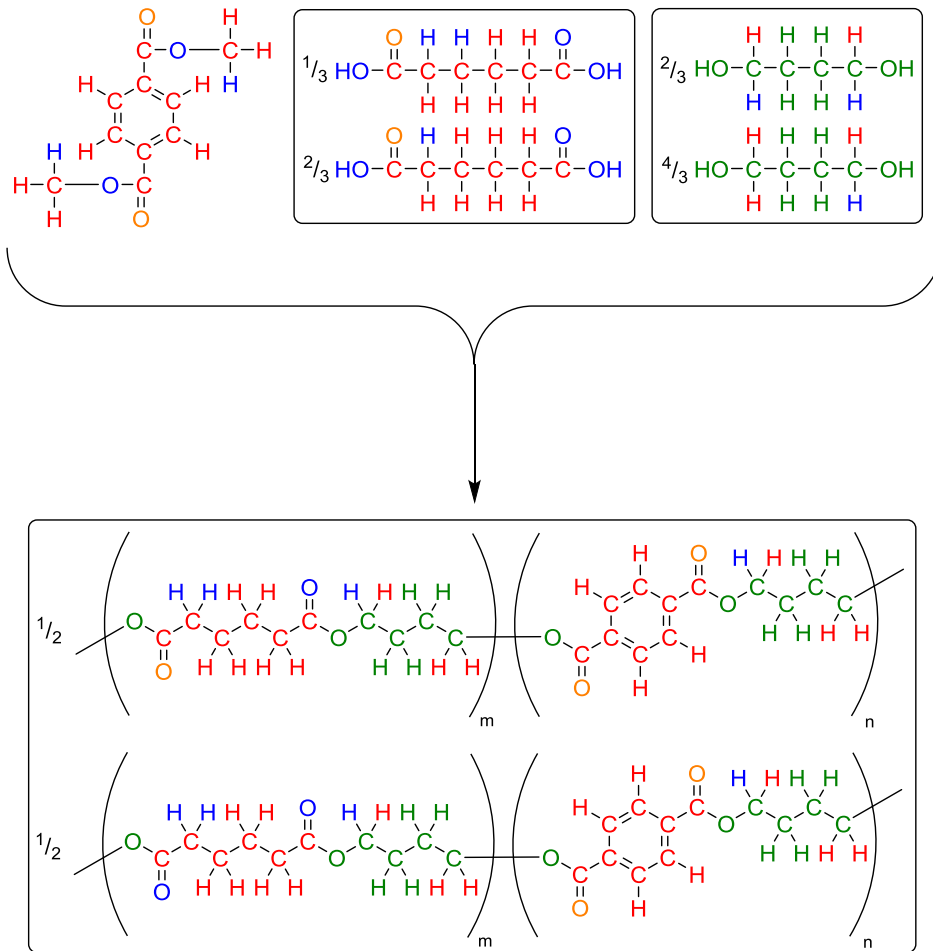 O H
C O C H
H C H H
C C
C C
H H C H
H C O C
H O
O H H H H O
1/3 HO C C C C C C OH
H H H H
O H H H H O
2/3 HO C C C C C C OH
H H H H
H H H H
2/3 HO C C C C OH
H H H H
H H H H
4/3 HO C C C C OH
H H H H
H H H H O H H H H
1/2 O C C C C C C O C C C C
O H H H H H H H H
m
H O H H H H
H C C C C
C C O C C
O C C H H H H
C C H
O H
n
H H H H O H H H H
1/2 O C C C C C C O C C C C
O H H H H H H H H
m
H O H H H H
H C C C C
C C O C C
O C C H H H H
C C H
O H
n